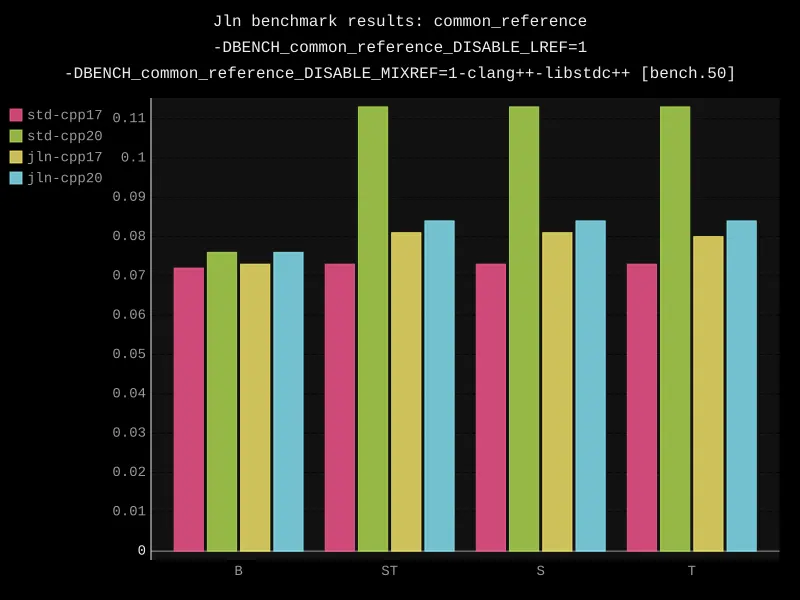 Jln benchmark results: common_reference
-DBENCH_common_reference_DISABLE_LREF=1
-DBENCH_common_reference_DISABLE_MIXREF=1-clang++-libstdc++ [bench.50]
std-cpp17
std-cpp20
jln-cpp17
jln-cpp20
0.11
0.1
0.09
0.08
0.07
0.06
0.05
0.04
0.03
0.02
0.01
0
B
ST
S
T